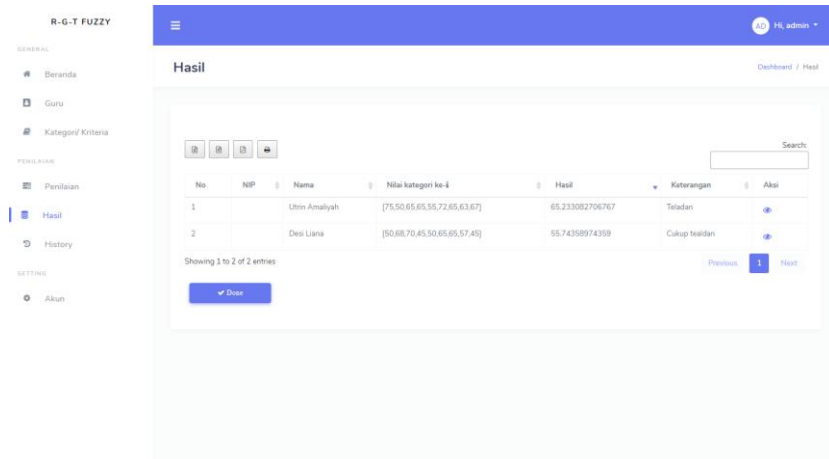 R-G-T FUZZY
AD Hi, admin
GENERAL
Beranda
Guru
Kategori/ Kriteria
PENILAIAN
Penilaian
Hasil
History
SETTING
Akun
Hasil
Dashboard / Hasil
Search:
No NIP Nama Nilai kategori ke-i Hasil Keterangan Aksi
1 Utrin Amaliyah [75,50,65,65,55,72,65,63,67] 65.233082706767 Teladan
2 Desi Liana [50,68,70,45,50,65,65,57,45] 55.74358974359 Cukup tealdan
Showing 1 to 2 of 2 entries
Previous 1 Next
Done